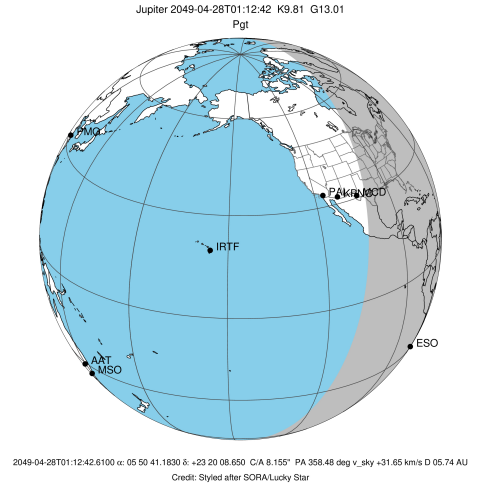 Jupiter 2049-04-28T01:12:42 K9.81 G13.01
Pgt
PMO
PAL
KPNO
MCD
IRTF
ESO
AAT
MSO
2049-04-28T01:12:42.6100 α: 05 50 41.1830 δ: +23 20 08.650 C/A 8.155" PA 358.48 deg v_sky +31.65 km/s D 05.74 AU
Credit: Styled after SORA/Lucky Star